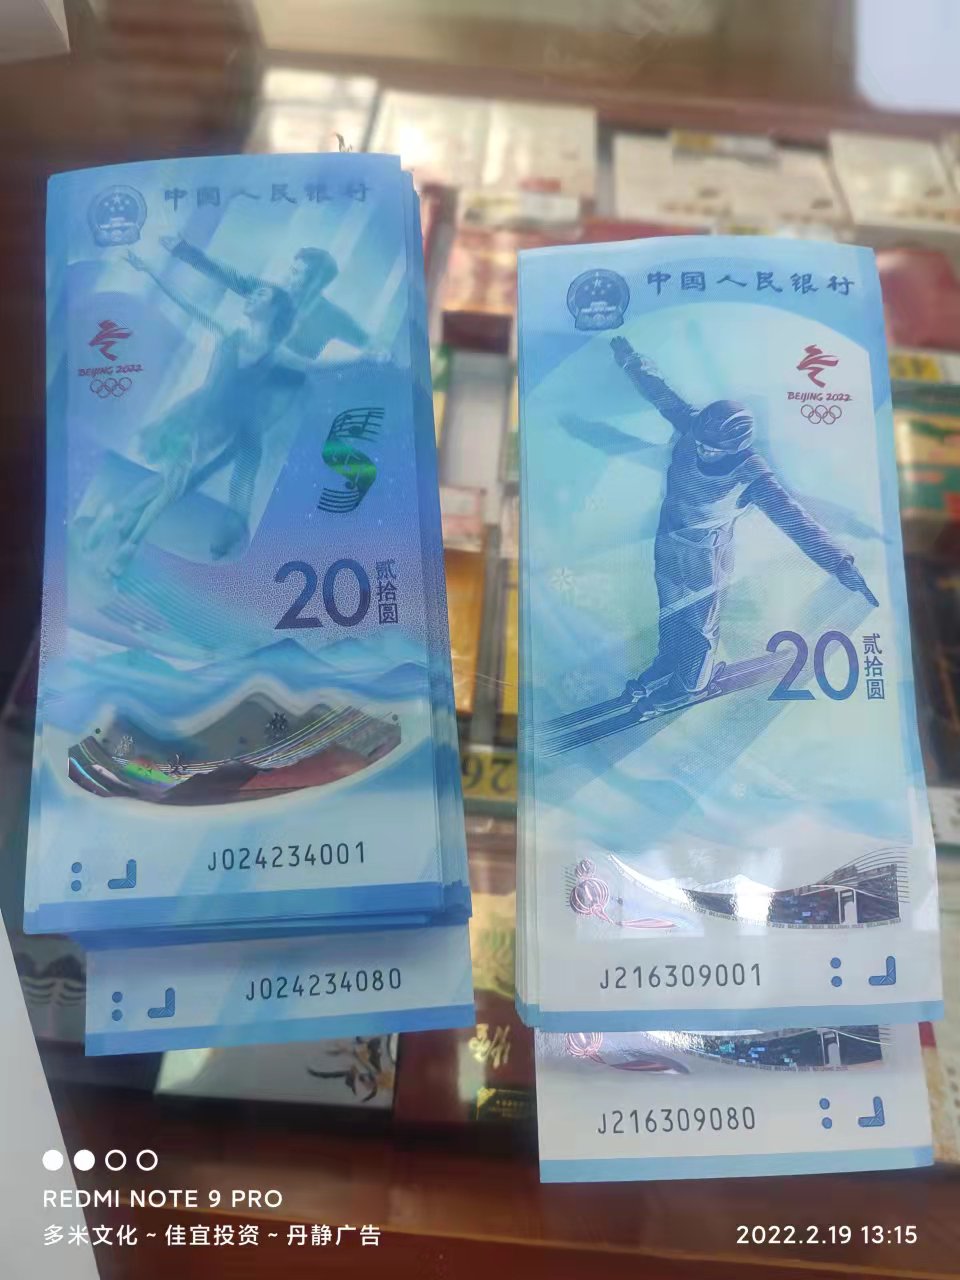 中国人民银行
BEIJING 2022
20
贰拾圆
J024234001
J024234080
中国人民银行
BEIJING 2022
20
贰拾圆
J216309001
J216309080
REDMI NOTE 9 PRO
多米文化~佳宜投资~丹静广告
2022.2.19 13:15